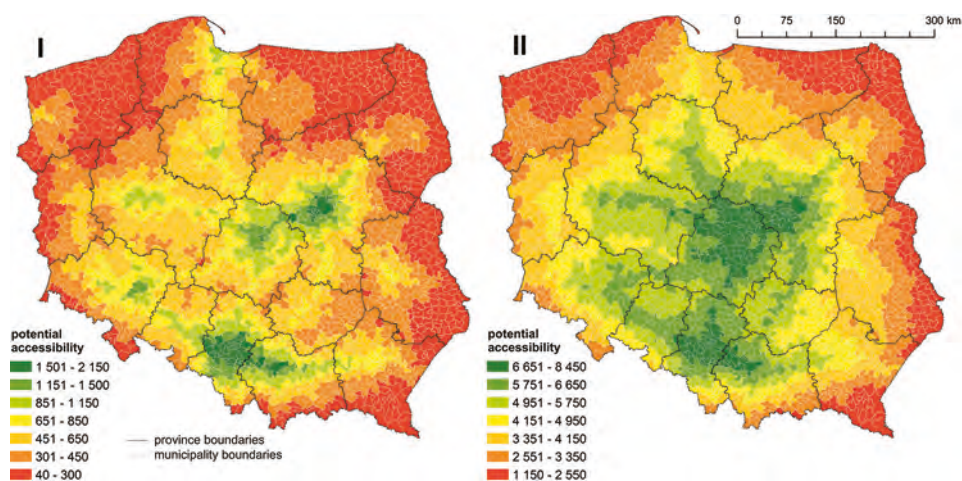 I
II
0 75 150 300 km
potential
accessibility
1 501 - 2 150
1 151 - 1 500
851 - 1 150
651 - 850
451 - 650
301 - 450
40 - 300
province boundaries
municipality boundaries
potential
accessibility
6 651 - 8 450
5 751 - 6 650
4 951 - 5 750
4 151 - 4 950
3 351 - 4 150
2 551 - 3 350
1 150 - 2 550